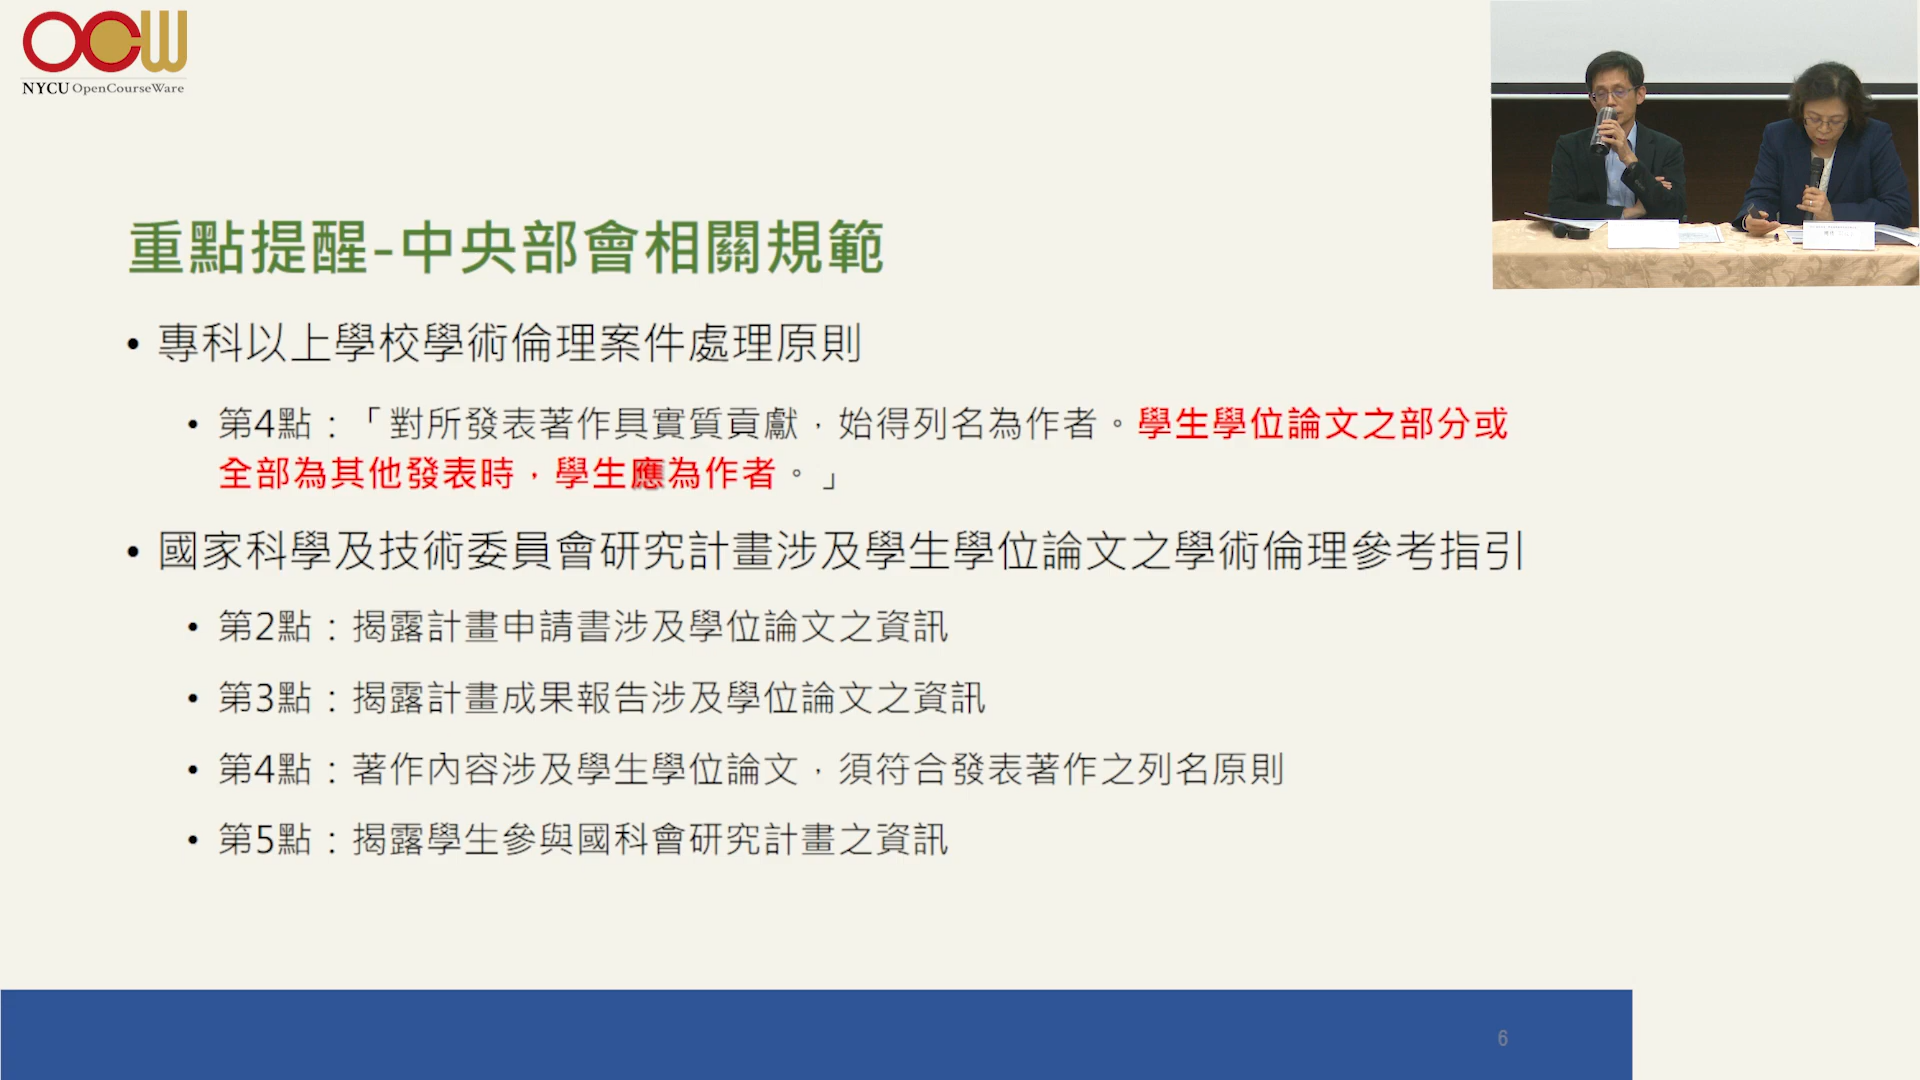 OCW
NYCU OpenCourseWare
重點提醒-中央部會相關規範
• 專科以上學校學術倫理案件處理原則
• 第4點：「對所發表著作具實質貢獻，始得列名為作者。學生學位論文之部分或
全部為其他發表時，學生應為作者。」
• 國家科學及技術委員會研究計畫涉及學生學位論文之學術倫理參考指引
• 第2點：揭露計畫申請書涉及學位論文之資訊
• 第3點：揭露計畫成果報告涉及學位論文之資訊
• 第4點：著作內容涉及學生學位論文，須符合發表著作之列名原則
• 第5點：揭露學生參與國科會研究計畫之資訊
6